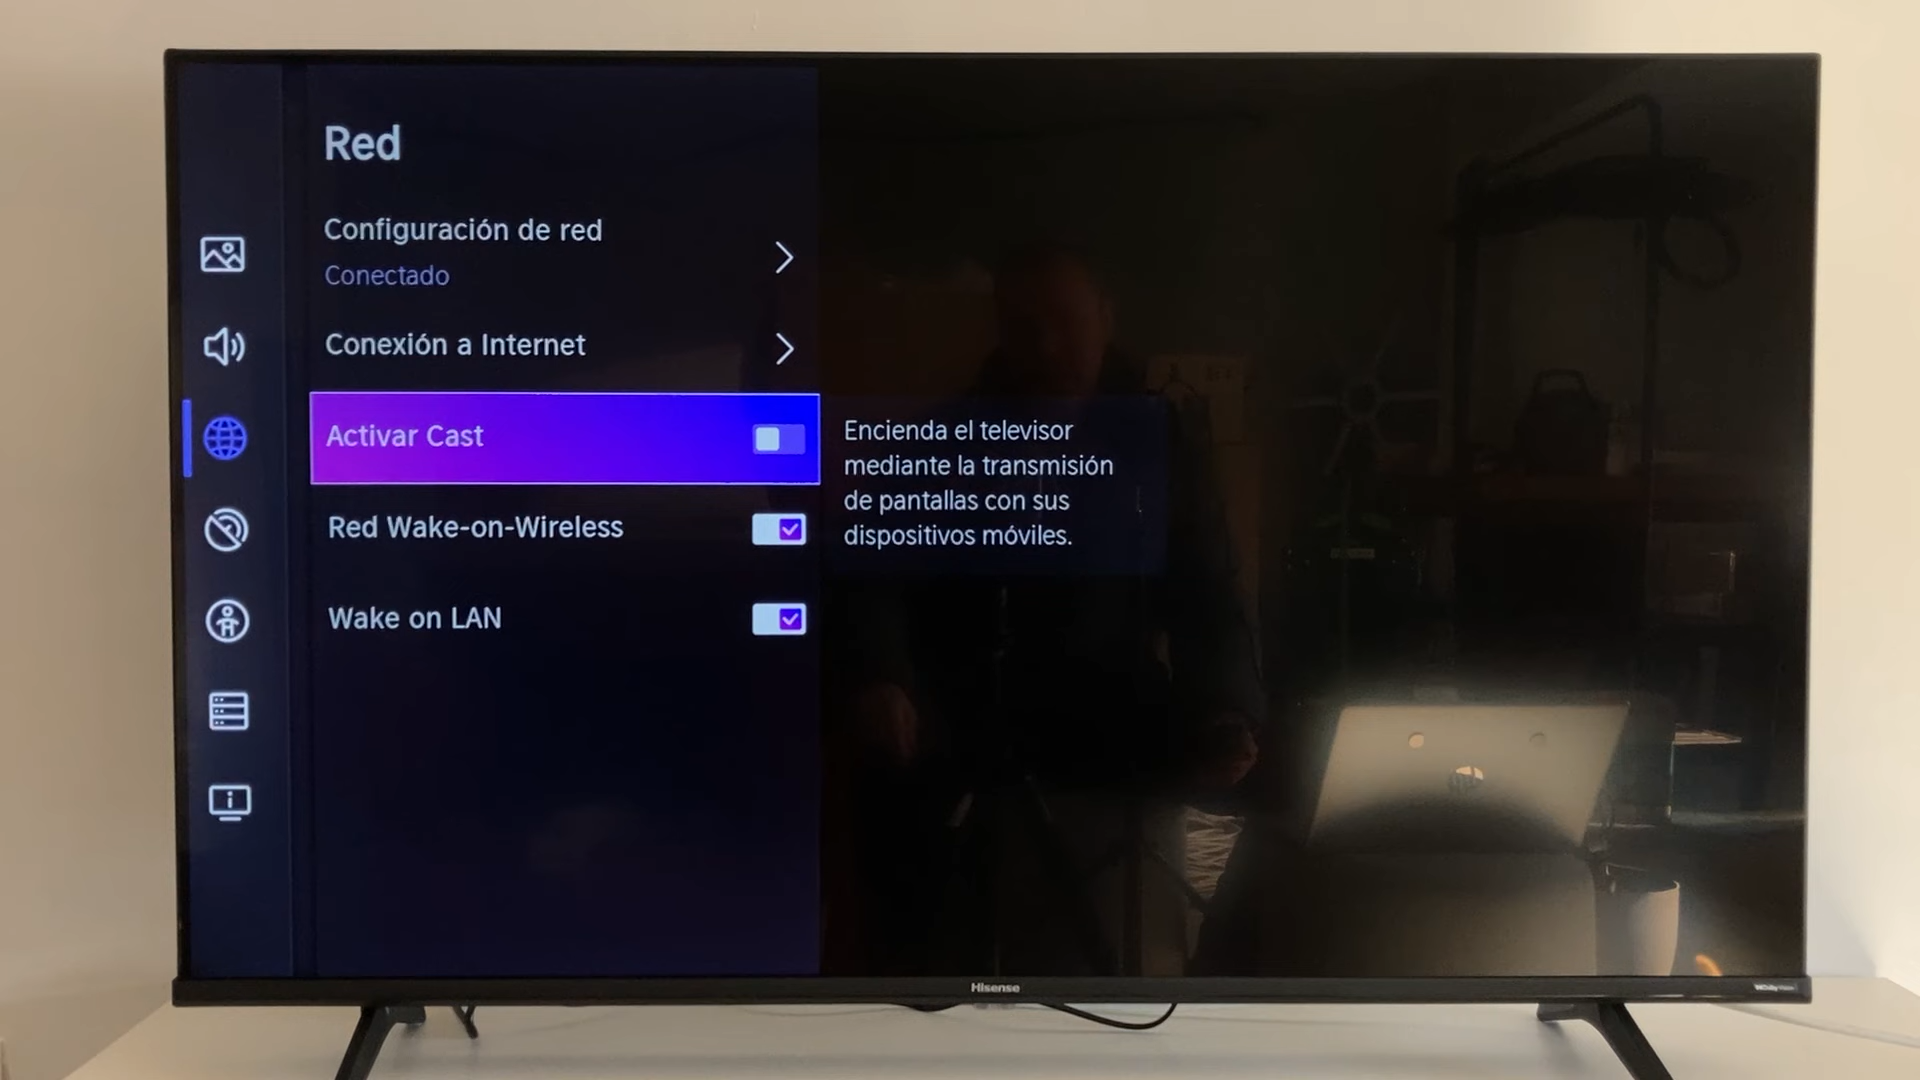 Red
Configuración de red
Conectado
Conexión a Internet
Activar Cast
Encienda el televisor
mediante la transmisión
de pantallas con sus
dispositivos móviles.
Red Wake-on-Wireless
Wake on LAN
Hisense
hp